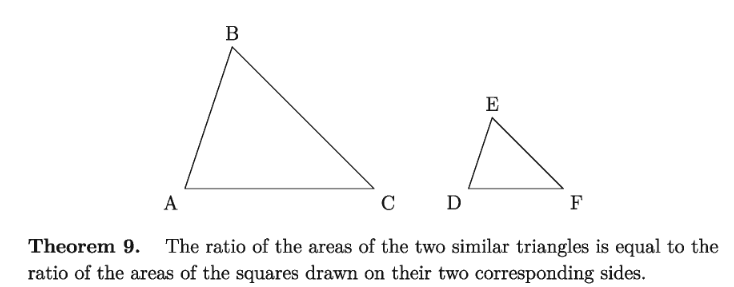 B
E
A
C
D
F
Theorem 9. The ratio of the areas of the two similar triangles is equal to the
ratio of the areas of the squares drawn on their two corresponding sides.